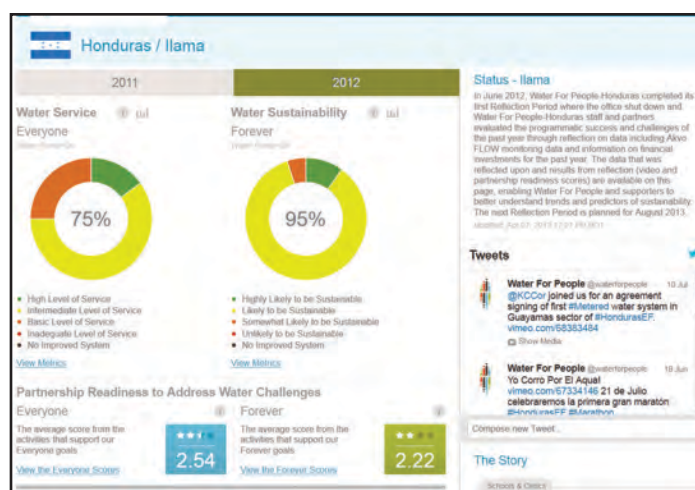 Honduras / Ilama
2011
2012
Water Service
Everyone
75%
High Level of Service
Intermediate Level of Service
Basic Level of Service
Inadequate Level of Service
No Improved System
View Metrics
Water Sustainability
Forever
95%
Highly Likely to be Sustainable
Likely to be Sustainable
Somewhat Likely to be Sustainable
Unlikely to be Sustainable
No Improved System
View Metrics
Partnership Readiness to Address Water Challenges
Everyone
The average score from the
activities that support our
Everyone goals
View the Everyone Scores
2.54
Forever
The average score from the
activities that support our
Forever goals
View the Forever Scores
2.22
Status - Ilama
In June 2012, Water For People-Honduras completed its
first Reflection Period where the office shut down and
Water For People-Honduras staff and partners
evaluated the programmatic success and challenges of
the past year through reflection on data including Akvo
FLOW monitoring data and information on financial
investments for the past year. The data that was
reflected upon and results from reflection (video and
partnership readiness scores) are available on this
page, enabling Water For People and supporters to
better understand trends and predictors of sustainability.
The next Reflection Period is planned for August 2013.
Tweets
Water For People @waterforpeople 10 Jul
@KCCor joined us for an agreement
signing of first #Metered water system in
Guayamas sector of #HondurasEF.
vimeo.com/68383484
Show Media
Water For People @waterforpeople 18 Jun
Yo Corro Por El Aqua!
vimeo.com/67334146 21 de Julio
celebraremos la primera gran maratón
#HondurasEF #Marathon
Compose new Tweet...
The Story
Schools & Clinics